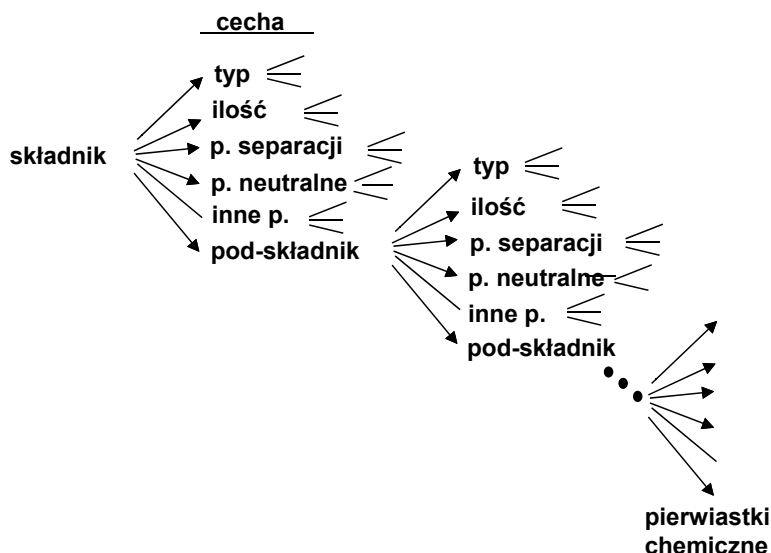 cecha
typ
ilość
składnik
p. separacji
p. neutralne
inne p.
pod-składnik
typ
ilość
p. separacji
p. neutralne
inne p.
pod-składnik
pierwiastki
chemiczne